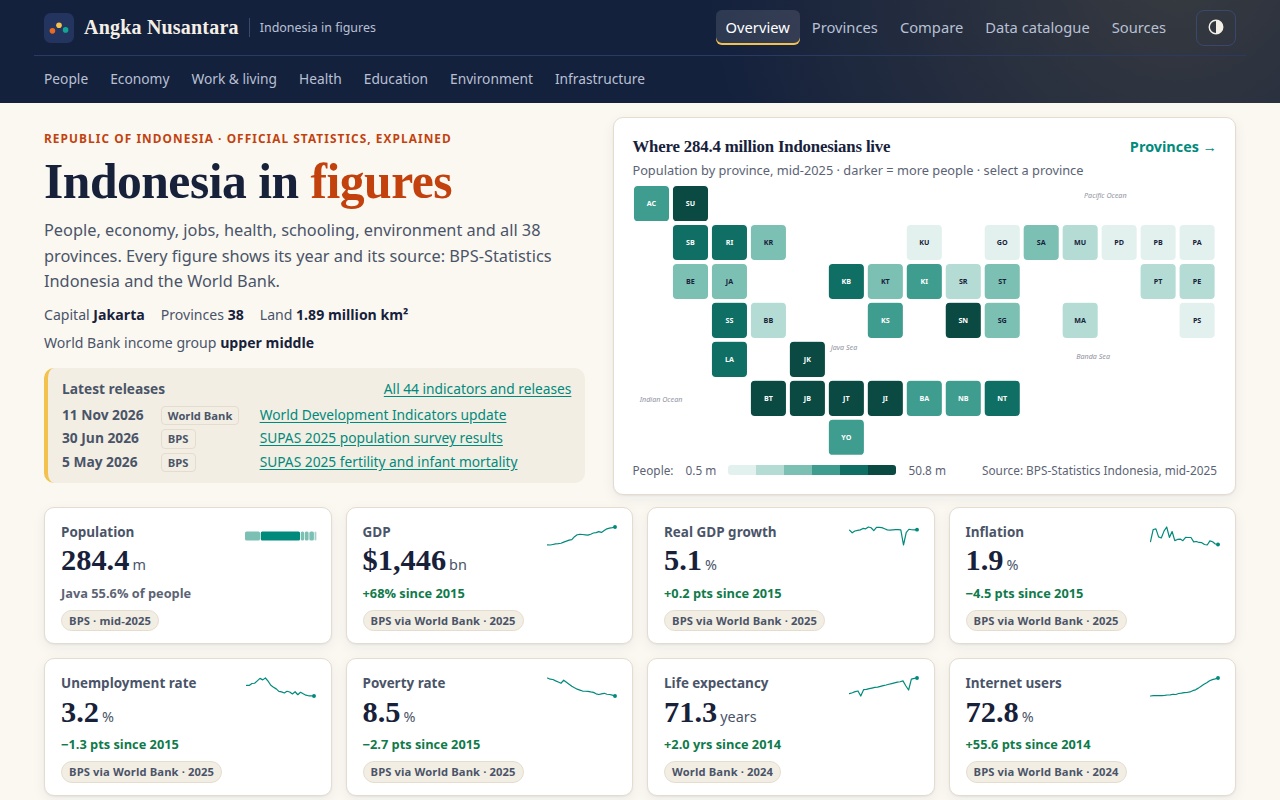 Angka Nusantara
Indonesia in figures
Overview
Provinces
Compare
Data catalogue
Sources
People
Economy
Work & living
Health
Education
Environment
Infrastructure
REPUBLIC OF INDONESIA · OFFICIAL STATISTICS, EXPLAINED
Indonesia in figures
People, economy, jobs, health, schooling, environment and all 38
provinces. Every figure shows its year and its source: BPS-Statistics
Indonesia and the World Bank.
Capital Jakarta Provinces 38 Land 1.89 million km²
World Bank income group upper middle
Latest releases
All 44 indicators and releases
11 Nov 2026 World Bank World Development Indicators update
30 Jun 2026 BPS SUPAS 2025 population survey results
5 May 2026 BPS SUPAS 2025 fertility and infant mortality
Where 284.4 million Indonesians live
Provinces →
Population by province, mid-2025 · darker = more people · select a province
AC SU
Pacific Ocean
SB RI KR KU GO SA MU PD PB PA
BE JA KB KT KI SR ST PT PE
SS BB KS SN SG MA PS
LA JK
Java Sea
Banda Sea
Indian Ocean
BT JB JT JI BA NB NT
YO
People: 0.5 m 50.8 m
Source: BPS-Statistics Indonesia, mid-2025
Population
284.4 m
Java 55.6% of people
BPS · mid-2025
GDP
$1,446 bn
+68% since 2015
BPS via World Bank · 2025
Real GDP growth
5.1 %
+0.2 pts since 2015
BPS via World Bank · 2025
Inflation
1.9 %
−4.5 pts since 2015
BPS via World Bank · 2025
Unemployment rate
3.2 %
−1.3 pts since 2015
BPS via World Bank · 2025
Poverty rate
8.5 %
−2.7 pts since 2015
BPS via World Bank · 2025
Life expectancy
71.3 years
+2.0 yrs since 2014
World Bank · 2024
Internet users
72.8 %
+55.6 pts since 2014
BPS via World Bank · 2024